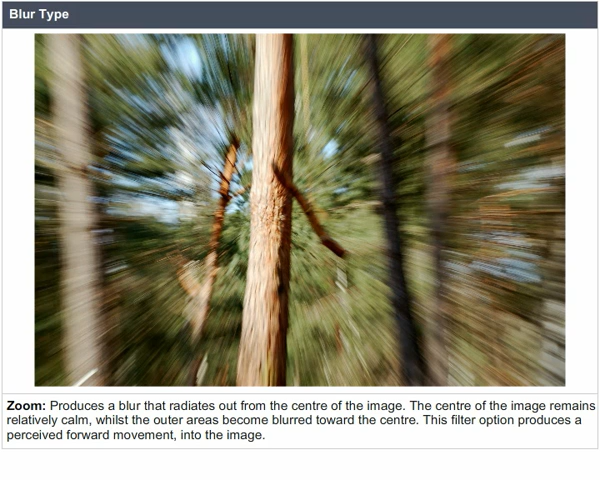 Blur Type
Zoom: Produces a blur that radiates out from the centre of the image. The centre of the image remains
relatively calm, whilst the outer areas become blurred toward the centre. This filter option produces a
perceived forward movement, into the image.